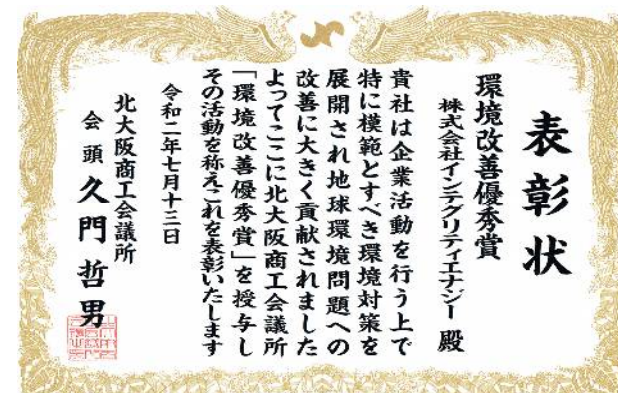 表彰状
環境改善優秀賞
株式会社インテグリティエナジー 殿
貴社は企業活動を行う上で
特に模範とすべき環境対策を
展開され地球環境問題への
改善に大きく貢献されました
よってここに北大阪商工会議所
「環境改善優秀賞」を授与し
その活動を称えこれを表彰いたします
令和二年七月十三日
北大阪商工会議所
会頭 久門哲男